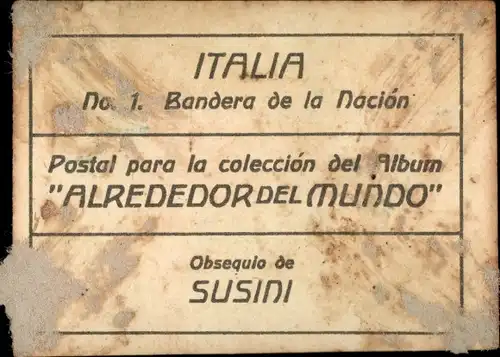 ITALIA
No. 1. Bandera de la Nación
Postal para la colección del Album
"ALREDEDOR DEL MUNDO"
Obsequio de
SUSINI